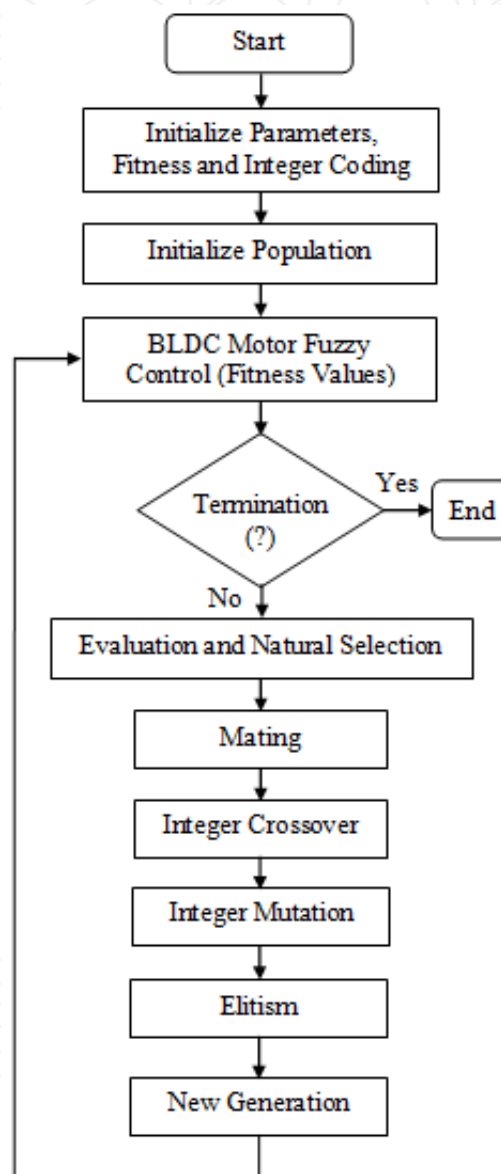 Start
Initialize Parameters,
Fitness and Integer Coding
Initialize Population
BLDC Motor Fuzzy
Control (Fitness Values)
Termination
(?)
Yes
End
No
Evaluation and Natural Selection
Mating
Integer Crossover
Integer Mutation
Elitism
New Generation